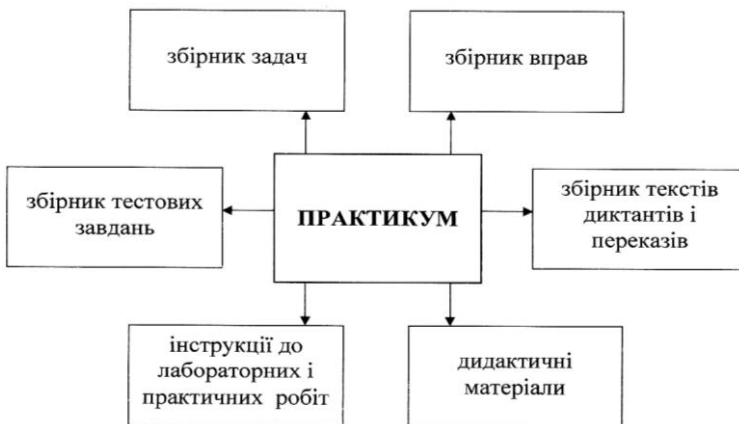 збірник задач
збірник вправ
збірник тестових
завдань
ПРАКТИКУМ
збірник текстів
диктантів і
переказів
інструкції до
лабораторних і
практичних робіт
дидактичні
матеріали